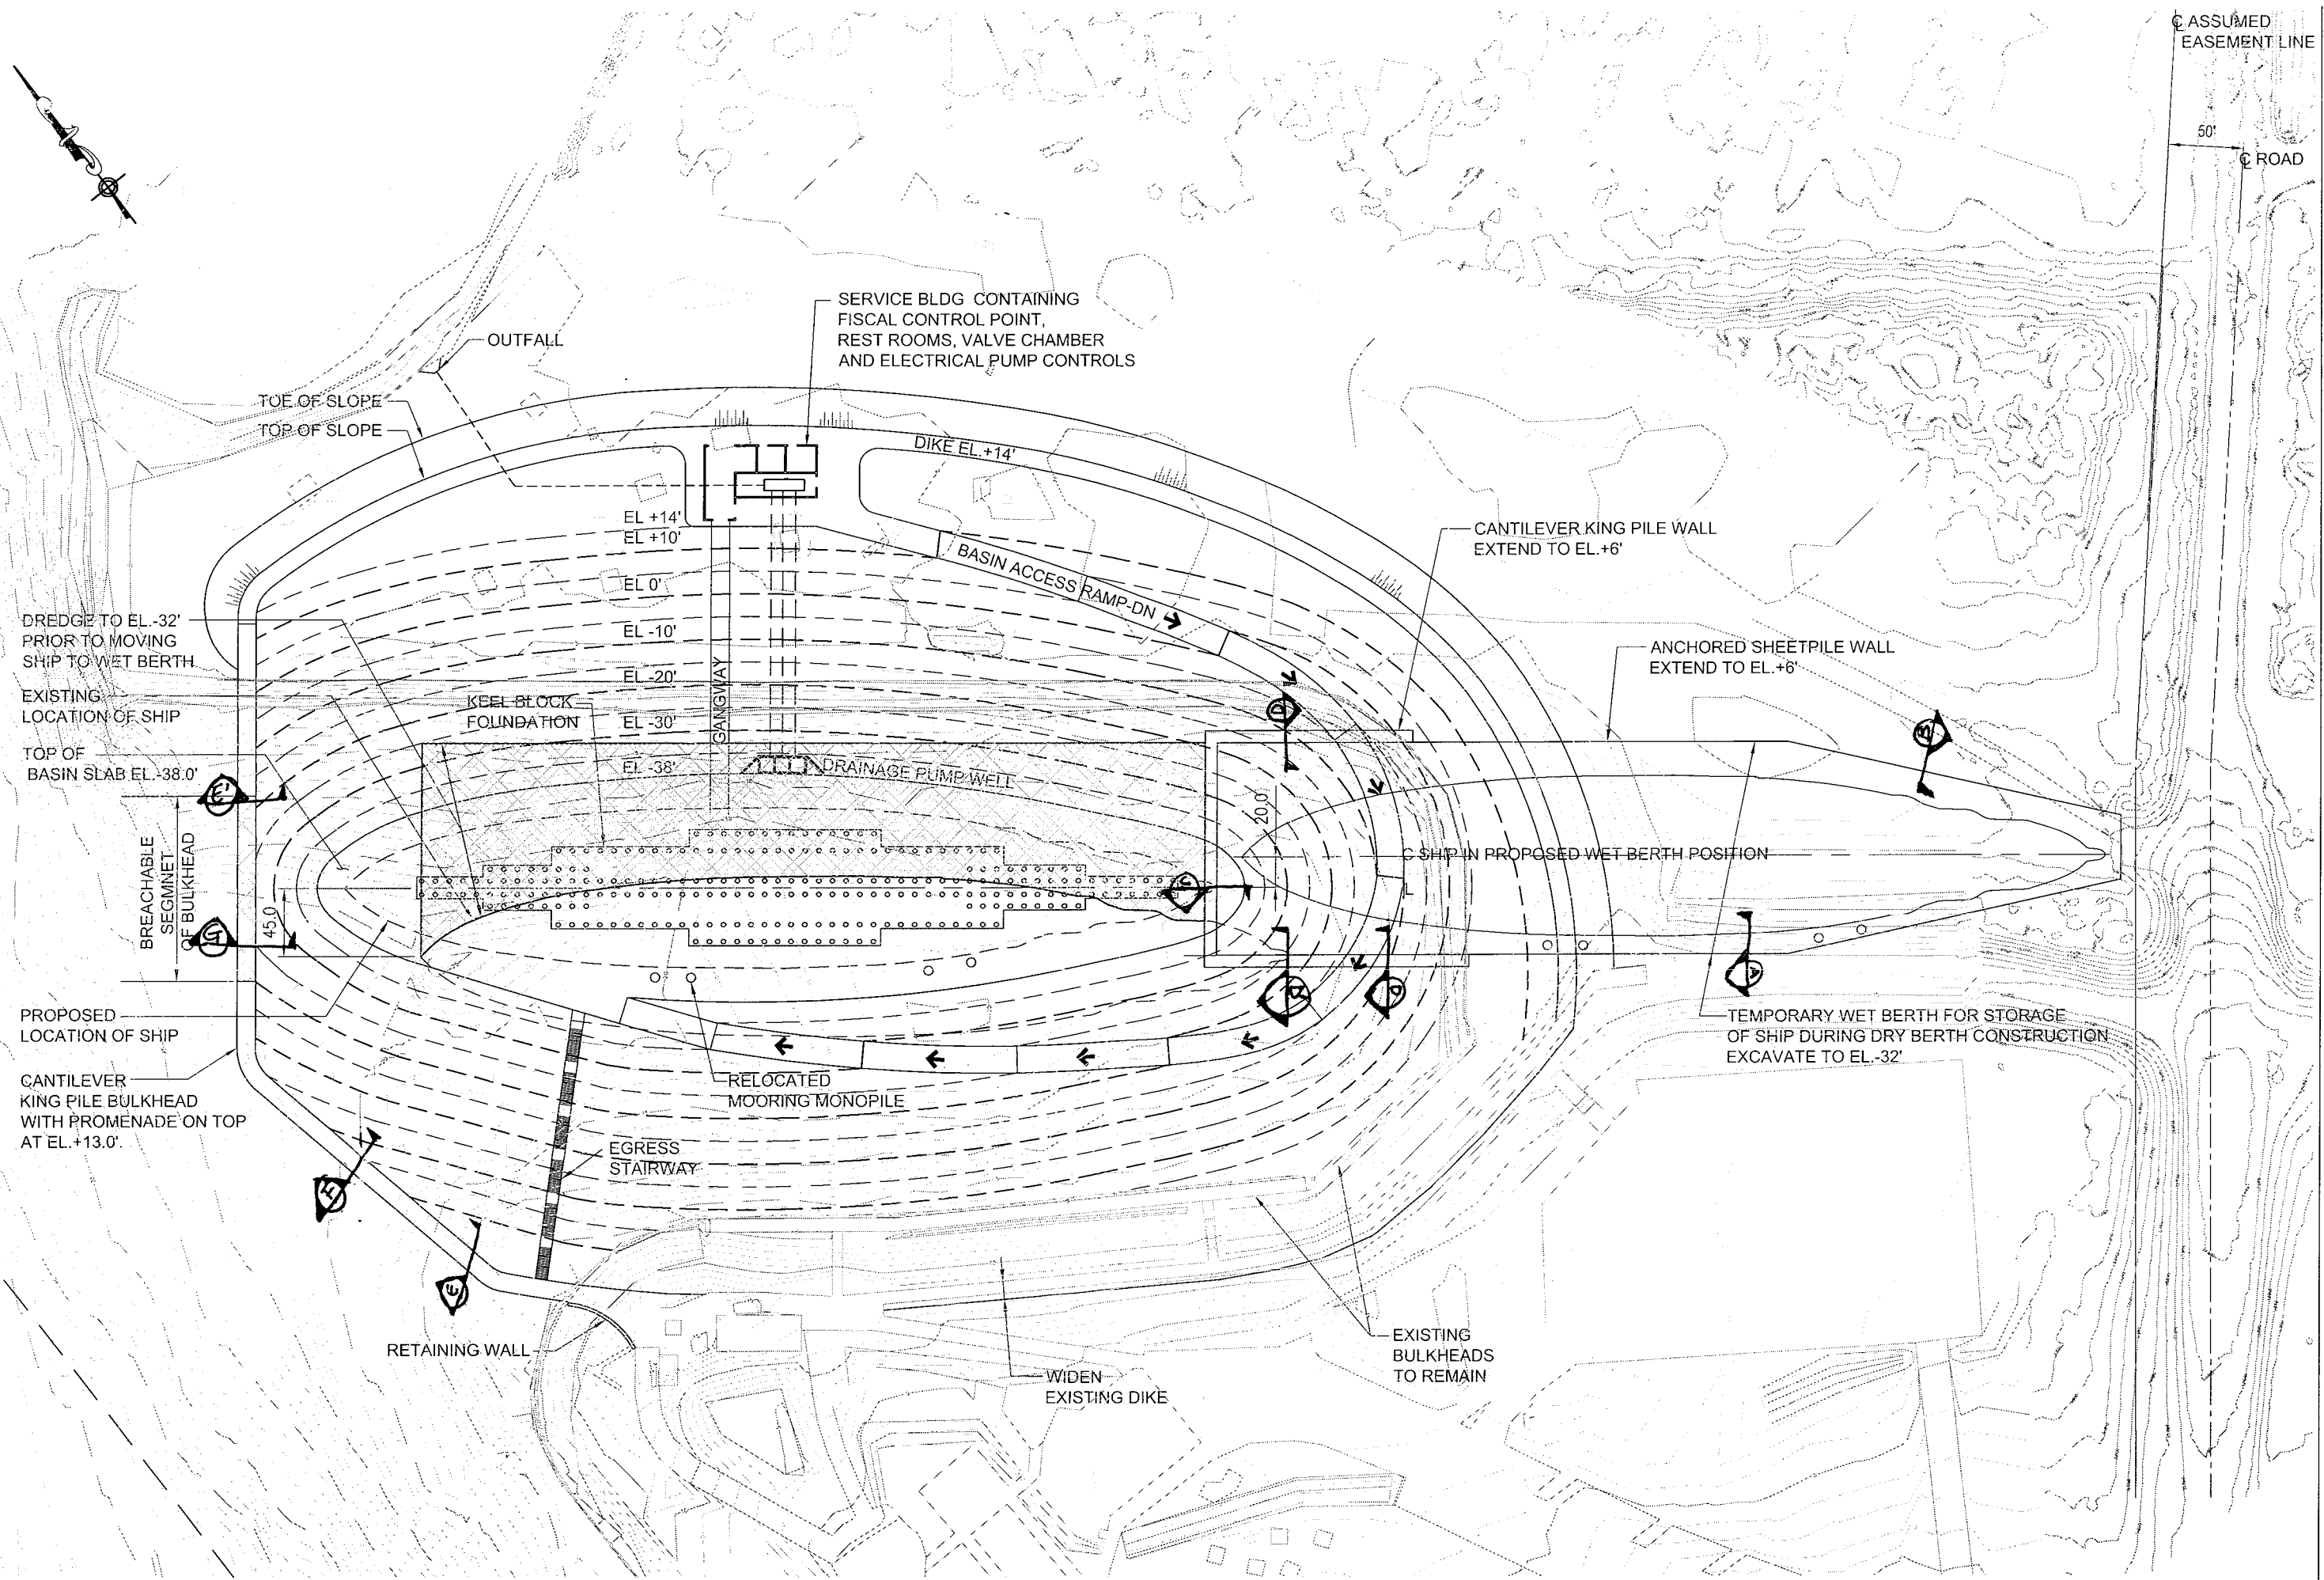 ℄ ASSUMED
EASEMENT LINE
50'
℄ ROAD
SERVICE BLDG CONTAINING
FISCAL CONTROL POINT,
REST ROOMS, VALVE CHAMBER
AND ELECTRICAL PUMP CONTROLS
OUTFALL
TOE OF SLOPE
TOP OF SLOPE
DIKE EL.+14'
EL +14'
EL +10'
EL 0'
EL -10'
EL -20'
EL -30'
EL -38'
BASIN ACCESS RAMP-DN
CANTILEVER KING PILE WALL
EXTEND TO EL.+6'
ANCHORED SHEETPILE WALL
EXTEND TO EL.+6'
DREDGE TO EL.-32'
PRIOR TO MOVING
SHIP TO WET BERTH
EXISTING
LOCATION OF SHIP
TOP OF
BASIN SLAB EL.-38.0'
KEEL BLOCK
FOUNDATION
GANGWAY
DRAINAGE PUMP WELL
D
B
E'
20.0'
BREACHABLE
SEGMNET
OF BULKHEAD
45.0
G
C
C SHIP IN PROPOSED WET BERTH POSITION
D
A
PROPOSED
LOCATION OF SHIP
CANTILEVER
KING PILE BULKHEAD
WITH PROMENADE ON TOP
AT EL.+13.0'.
TEMPORARY WET BERTH FOR STORAGE
OF SHIP DURING DRY BERTH CONSTRUCTION
EXCAVATE TO EL.-32'
RELOCATED
MOORING MONOPILE
EGRESS
STAIRWAY
F
E
RETAINING WALL
WIDEN
EXISTING DIKE
EXISTING
BULKHEADS
TO REMAIN